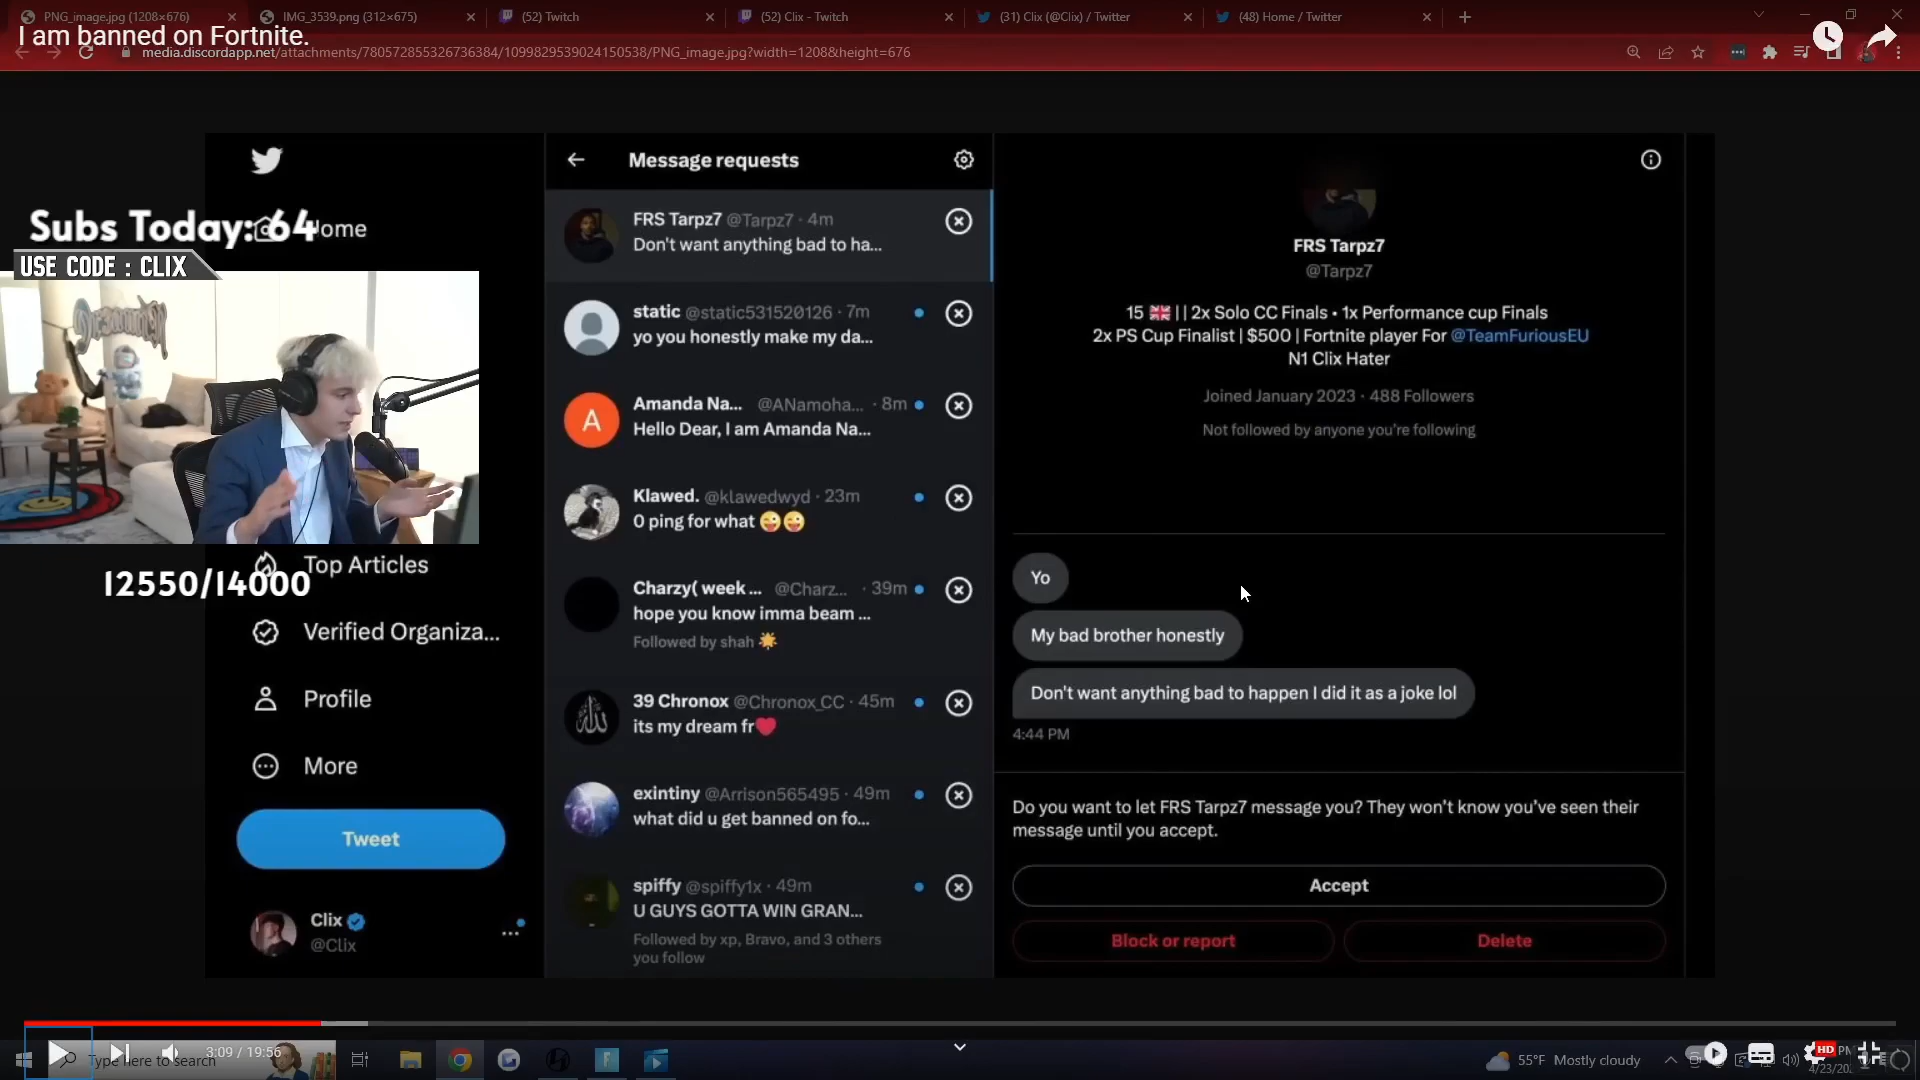 PNG_image.jpg (1208×676)
IMG_3539.png (312×675)
(52) Twitch
(52) Clix - Twitch
(31) Clix (@Clix) / Twitter
(48) Home / Twitter
I am banned on Fortnite.
media.discordapp.net/attachments/780572855326736384/1099829539024150538/PNG_image.jpg?width=1208&height=676
Subs Today: 64
USE CODE : CLIX
12550/14000
Home
Top Articles
Verified Organiza...
Profile
More
Tweet
Clix
@Clix
Message requests
FRS Tarpz7 @Tarpz7 · 4m
Don't want anything bad to ha...
static @static531520126 · 7m
yo you honestly make my da...
A
Amanda Na... @ANamoha... · 8m
Hello Dear, I am Amanda Na...
Klawed. @klawedwyd · 23m
0 ping for what 😜😜
Charzy( week ... @Charz... · 39m
hope you know imma beam ...
Followed by shah 🌟
39 Chronox @Chronox_CC · 45m
its my dream fr❤️
exintiny @Arrison565495 · 49m
what did u get banned on fo...
spiffy @spiffy1x · 49m
U GUYS GOTTA WIN GRAN...
Followed by xp, Bravo, and 3 others
you follow
FRS Tarpz7
@Tarpz7
15 🇬🇧 || 2x Solo CC Finals • 1x Performance cup Finals
2x PS Cup Finalist | $500 | Fortnite player For @TeamFuriousEU
N1 Clix Hater
Joined January 2023 · 488 Followers
Not followed by anyone you're following
Yo
My bad brother honestly
Don't want anything bad to happen I did it as a joke lol
4:44 PM
Do you want to let FRS Tarpz7 message you? They won't know you've seen their
message until you accept.
Accept
Block or report
Delete
3:09 / 19:56
Type here to search
55°F Mostly cloudy
HD